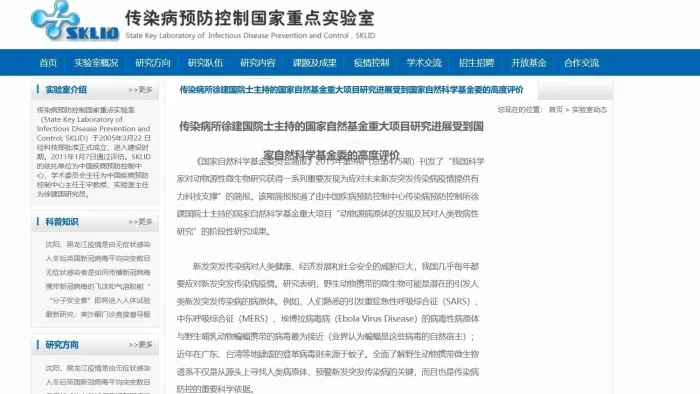 SKLID
传染病预防控制国家重点实验室
State Key Laboratory of Infectious Disease Prevention and Control , SKLID
首页 实验室概况 研究方向 研究队伍 研究内容 课题及成果 疫情控制 学术交流 招生招聘 开放基金 合作交流
实验室介绍 >>更多
传染病预防控制国家重点实验室
（State Key Laboratory of
Infectious Disease Prevention and
Control, SKLID）于2005年3月22 日
经科技部批准正式成立、进入建设时
期。2011年1月7日通过评估。SKLID
的依托单位为中国疾病预防控制中
心，学术委员会主任为中国疾病预防
控制中心主任王宇教授，实验室主任
为徐建国研究员。
科普知识 >>更多
沈阳、黑龙江疫情是由无症状感染
入冬后英国新冠病毒平均突变数目
无症状感染者是如何传播新冠病毒
携带新冠病毒的飞沫和气溶胶能“
“分子安全套”即将进入人体试验
最新研究：美沙酮门诊直接督导服
研究方向 >>更多
沈阳、黑龙江疫情是由无症状感染
入冬后英国新冠病毒平均突变数目
传染病所徐建国院士主持的国家自然基金重大项目研究进展受到国家自然科学基金委的高度评价
您现在的位置： 首页 > 实验室动态
传染病所徐建国院士主持的国家自然基金重大项目研究进展受到国
家自然科学基金委的高度评价
《国家自然科学基金委员会简报》2015年第9期（总第475期）刊发了“我国科学
家对动物源性微生物研究获得一系列重要发现为应对未来新发突发传染病疫情提供有
力科技支撑”的简报。该期简报报道了由中国疾病预防控制中心传染病预防控制所徐
建国院士主持的国家自然科学基金重大项目“动物源病原体的发现及其对人类致病性
研究”的阶段性研究成果。
新发突发传染病对人类健康、经济发展和社会安全的威胁巨大，我国几乎每年都
要应对新发突发传染病疫情。研究表明，野生动物携带的微生物可能是潜在的引发人
类新发突发传染病的病原体。例如，人们熟悉的引发重症急性呼吸综合征（SARS）、
中东呼吸综合征（MERS）、埃博拉病毒病（Ebola Virus Disease）的病毒性病原体
与野生哺乳动物蝙蝠携带的病毒最为接近（业界认为蝙蝠是这些病毒的自然宿主）；
近年在广东、台湾等地肆虐的登革病毒则来源于蚊子。全面了解野生动物携带微生物
谱系不仅是从源头上寻找人类病原体、预警新发突发传染病的关键，而且也是传染病
防控的重要科学依据。